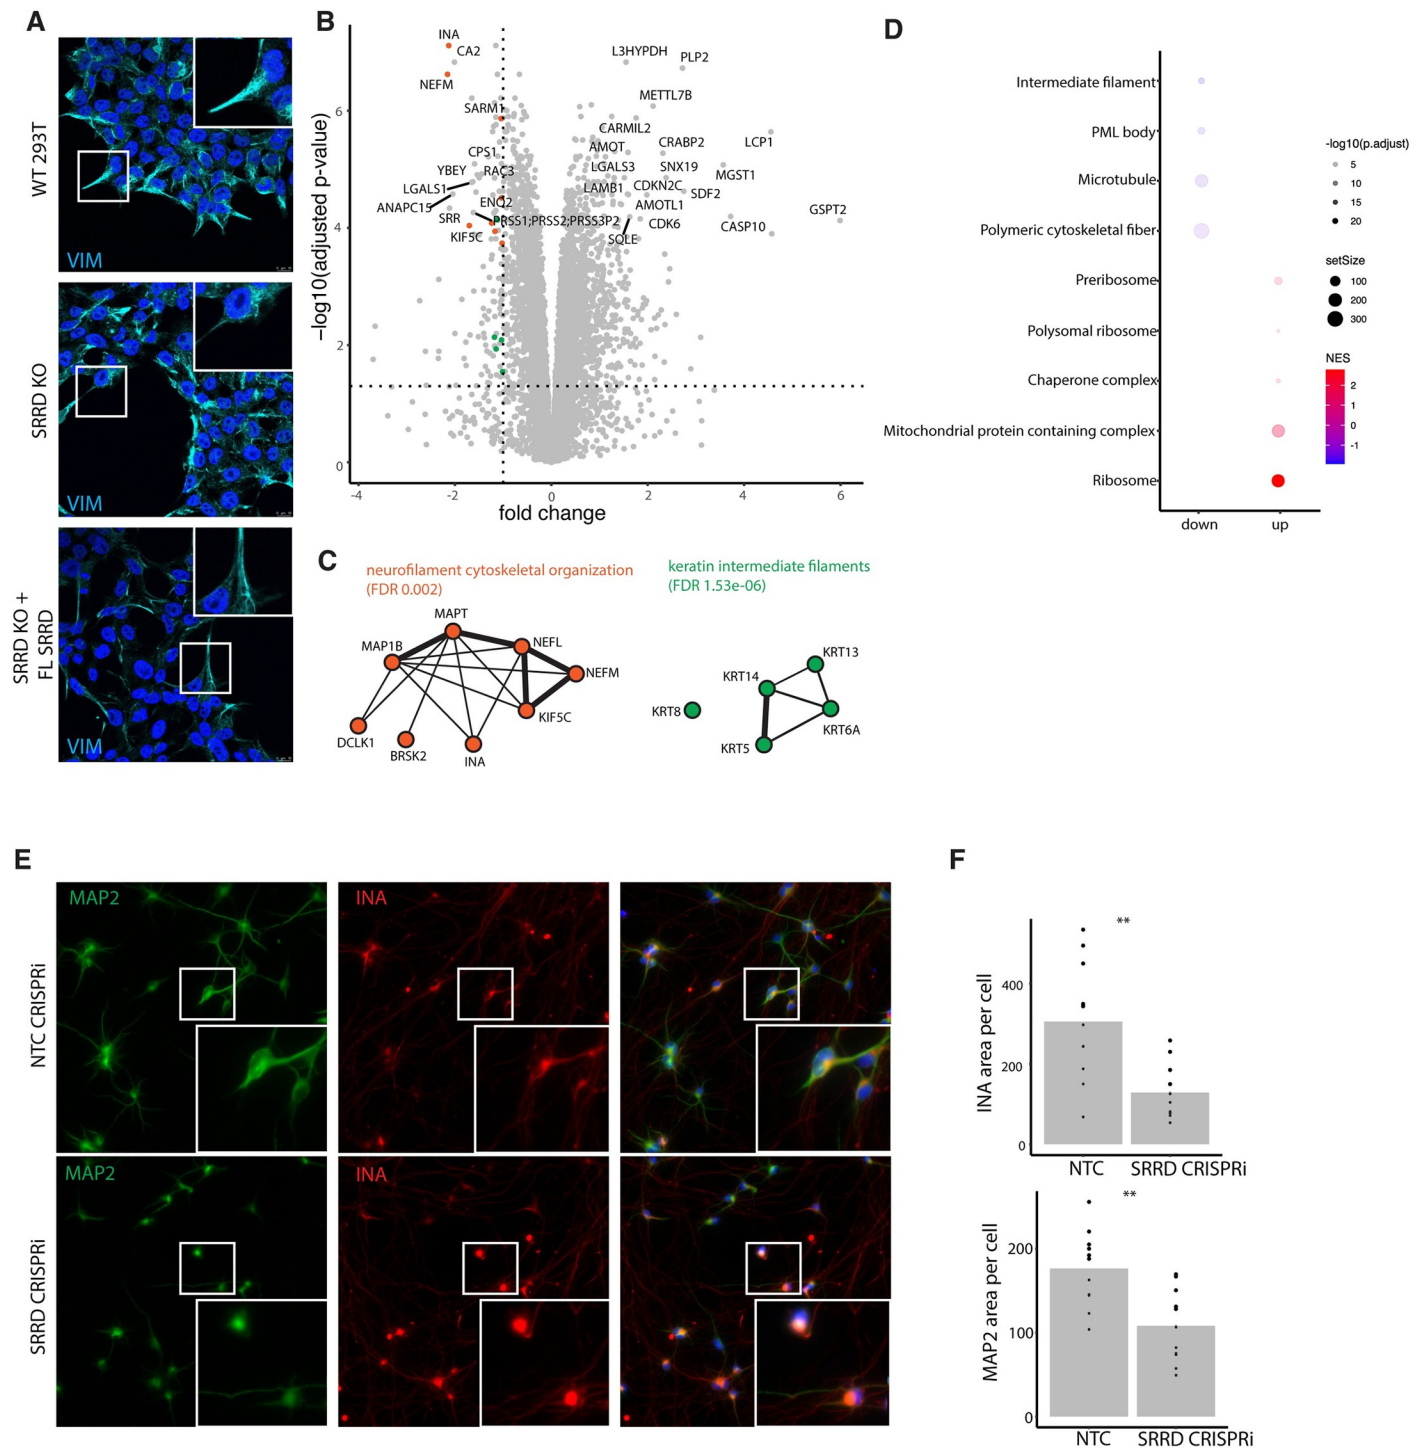 A
WT 293T
VIM
SRRD KO
VIM
SRRD KO +
FL SRRD
VIM
B
−log10(adjusted p-value)
6
4
2
0
-4
-2
0
2
4
6
fold change
INA
CA2
NEFM
SARM1
CPS1
YBEY
RAC3
LGALS1
ENO2
ANAPC15
SRR
PRSS1;PRSS2;PRSS3P2
KIF5C
L3HYPDH
PLP2
METTL7B
CARMIL2
AMOT
CRABP2
LCP1
LGALS3
SNX19
MGST1
LAMB1
CDKN2C
SDF2
AMOTL1
GSPT2
CDK6
CASP10
SQLE
C
neurofilament cytoskeletal organization
(FDR 0.002)
MAPT
MAP1B
NEFL
NEFM
KIF5C
DCLK1
BRSK2
INA
keratin intermediate filaments
(FDR 1.53e-06)
KRT13
KRT14
KRT8
KRT6A
KRT5
D
Intermediate filament
PML body
Microtubule
Polymeric cytoskeletal fiber
Preribosome
Polysomal ribosome
Chaperone complex
Mitochondrial protein containing complex
Ribosome
down
up
-log10(p.adjust)
5
10
15
20
setSize
100
200
300
NES
2
1
0
-1
E
NTC CRISPRi
MAP2
INA
SRRD CRISPRi
MAP2
INA
F
**
INA area per cell
400
200
0
NTC
SRRD CRISPRi
**
MAP2 area per cell
200
100
0
NTC
SRRD CRISPRi